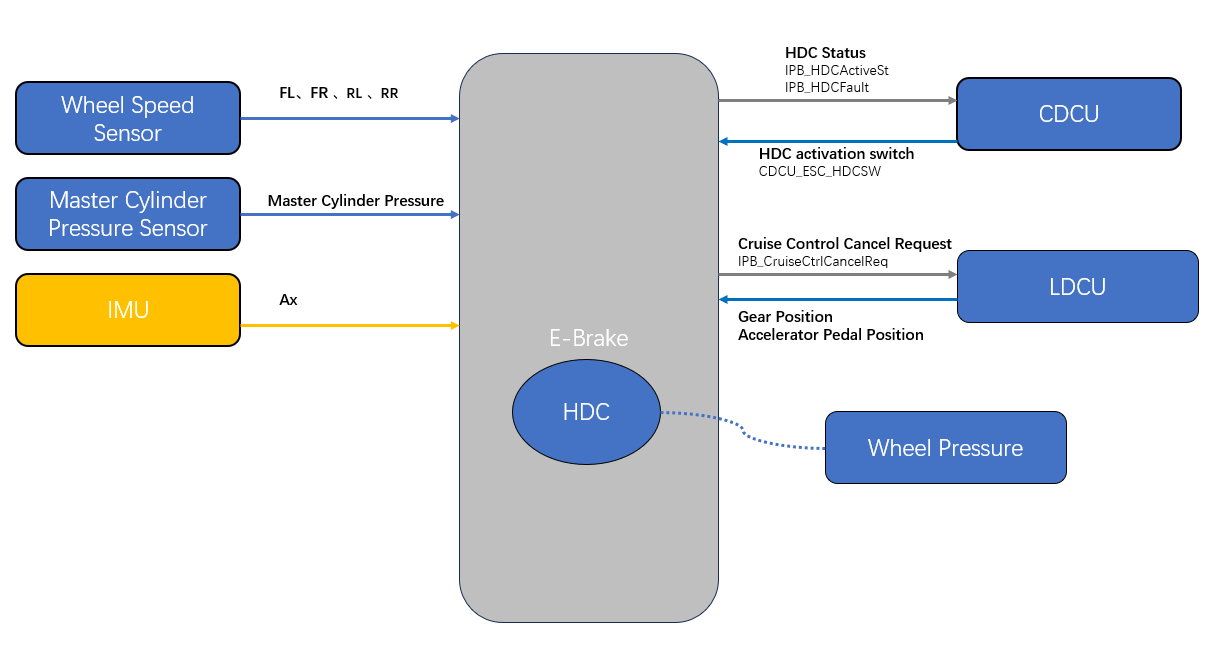 Wheel Speed
Sensor
FL、FR 、RL 、RR
Master Cylinder
Pressure Sensor
Master Cylinder Pressure
IMU
Ax
E-Brake
HDC
HDC Status
IPB_HDCActiveSt
IPB_HDCFault
CDCU
HDC activation switch
CDCU_ESC_HDCSW
Cruise Control Cancel Request
IPB_CruiseCtrlCancelReq
LDCU
Gear Position
Accelerator Pedal Position
Wheel Pressure